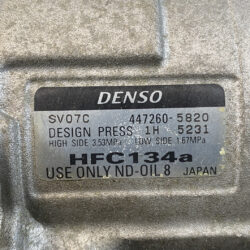 DENSO
SV07C 447260-5820
DESIGN PRESS 1H 5231
HIGH SIDE 3.53MPa LOW SIDE 1.67MPa
HFC134a
USE ONLY ND-OIL 8 JAPAN